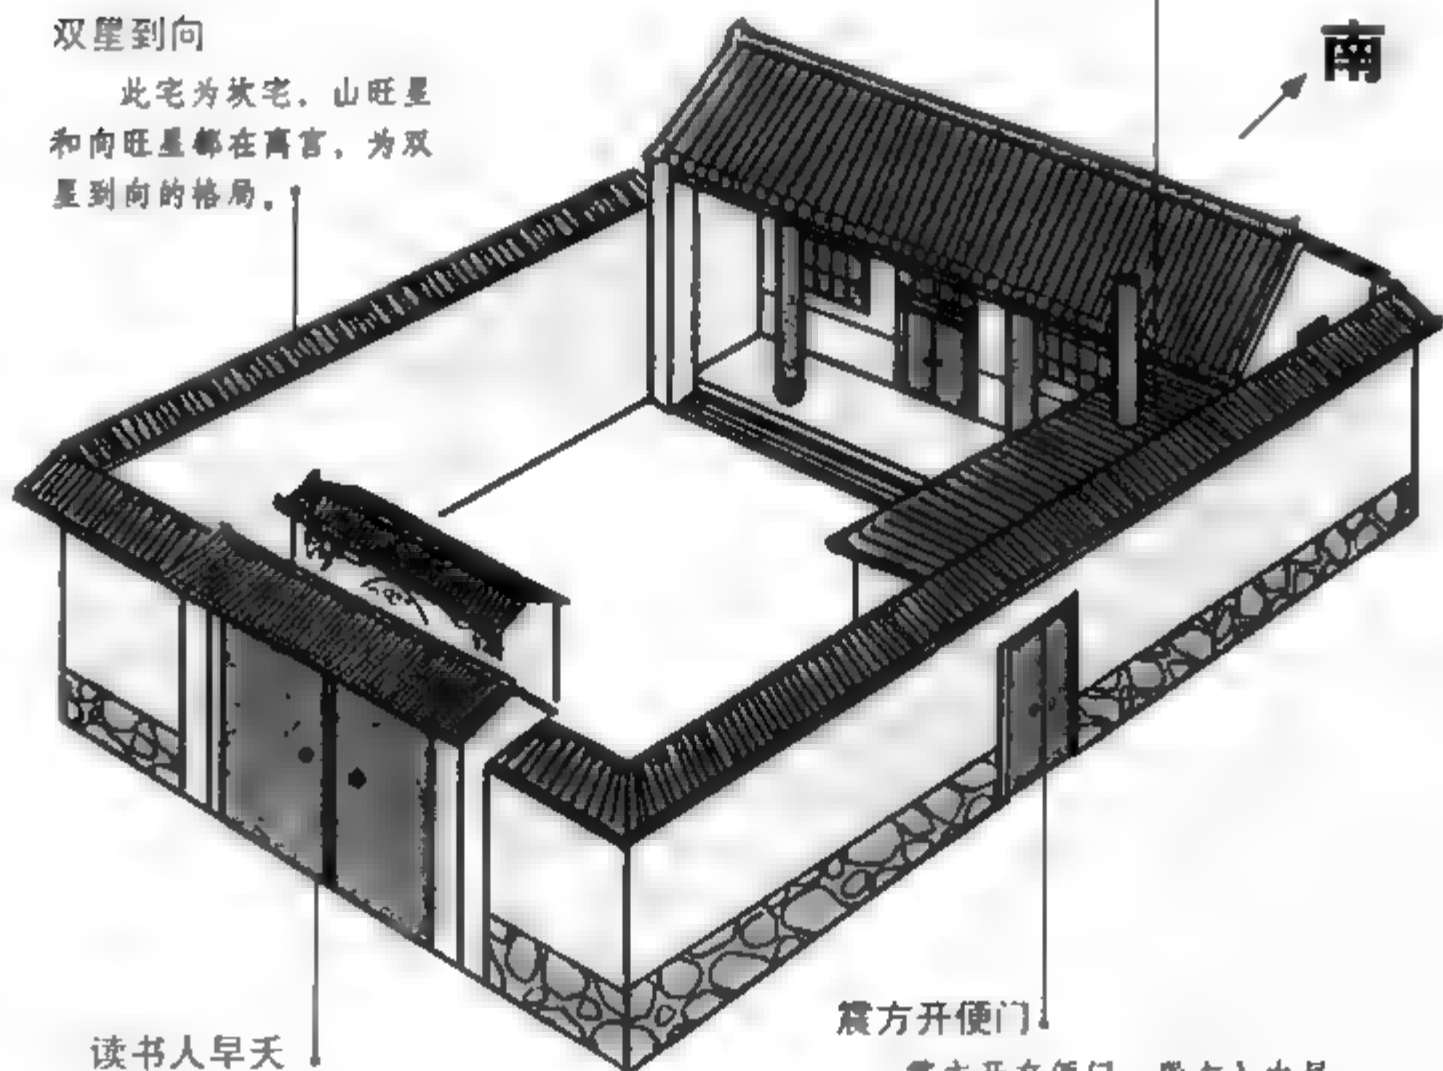 双星到向
此宅为坎宅，山旺星
和向旺星都在离宫，为双
星到向的格局。
南
读书人早夭
震方开便门